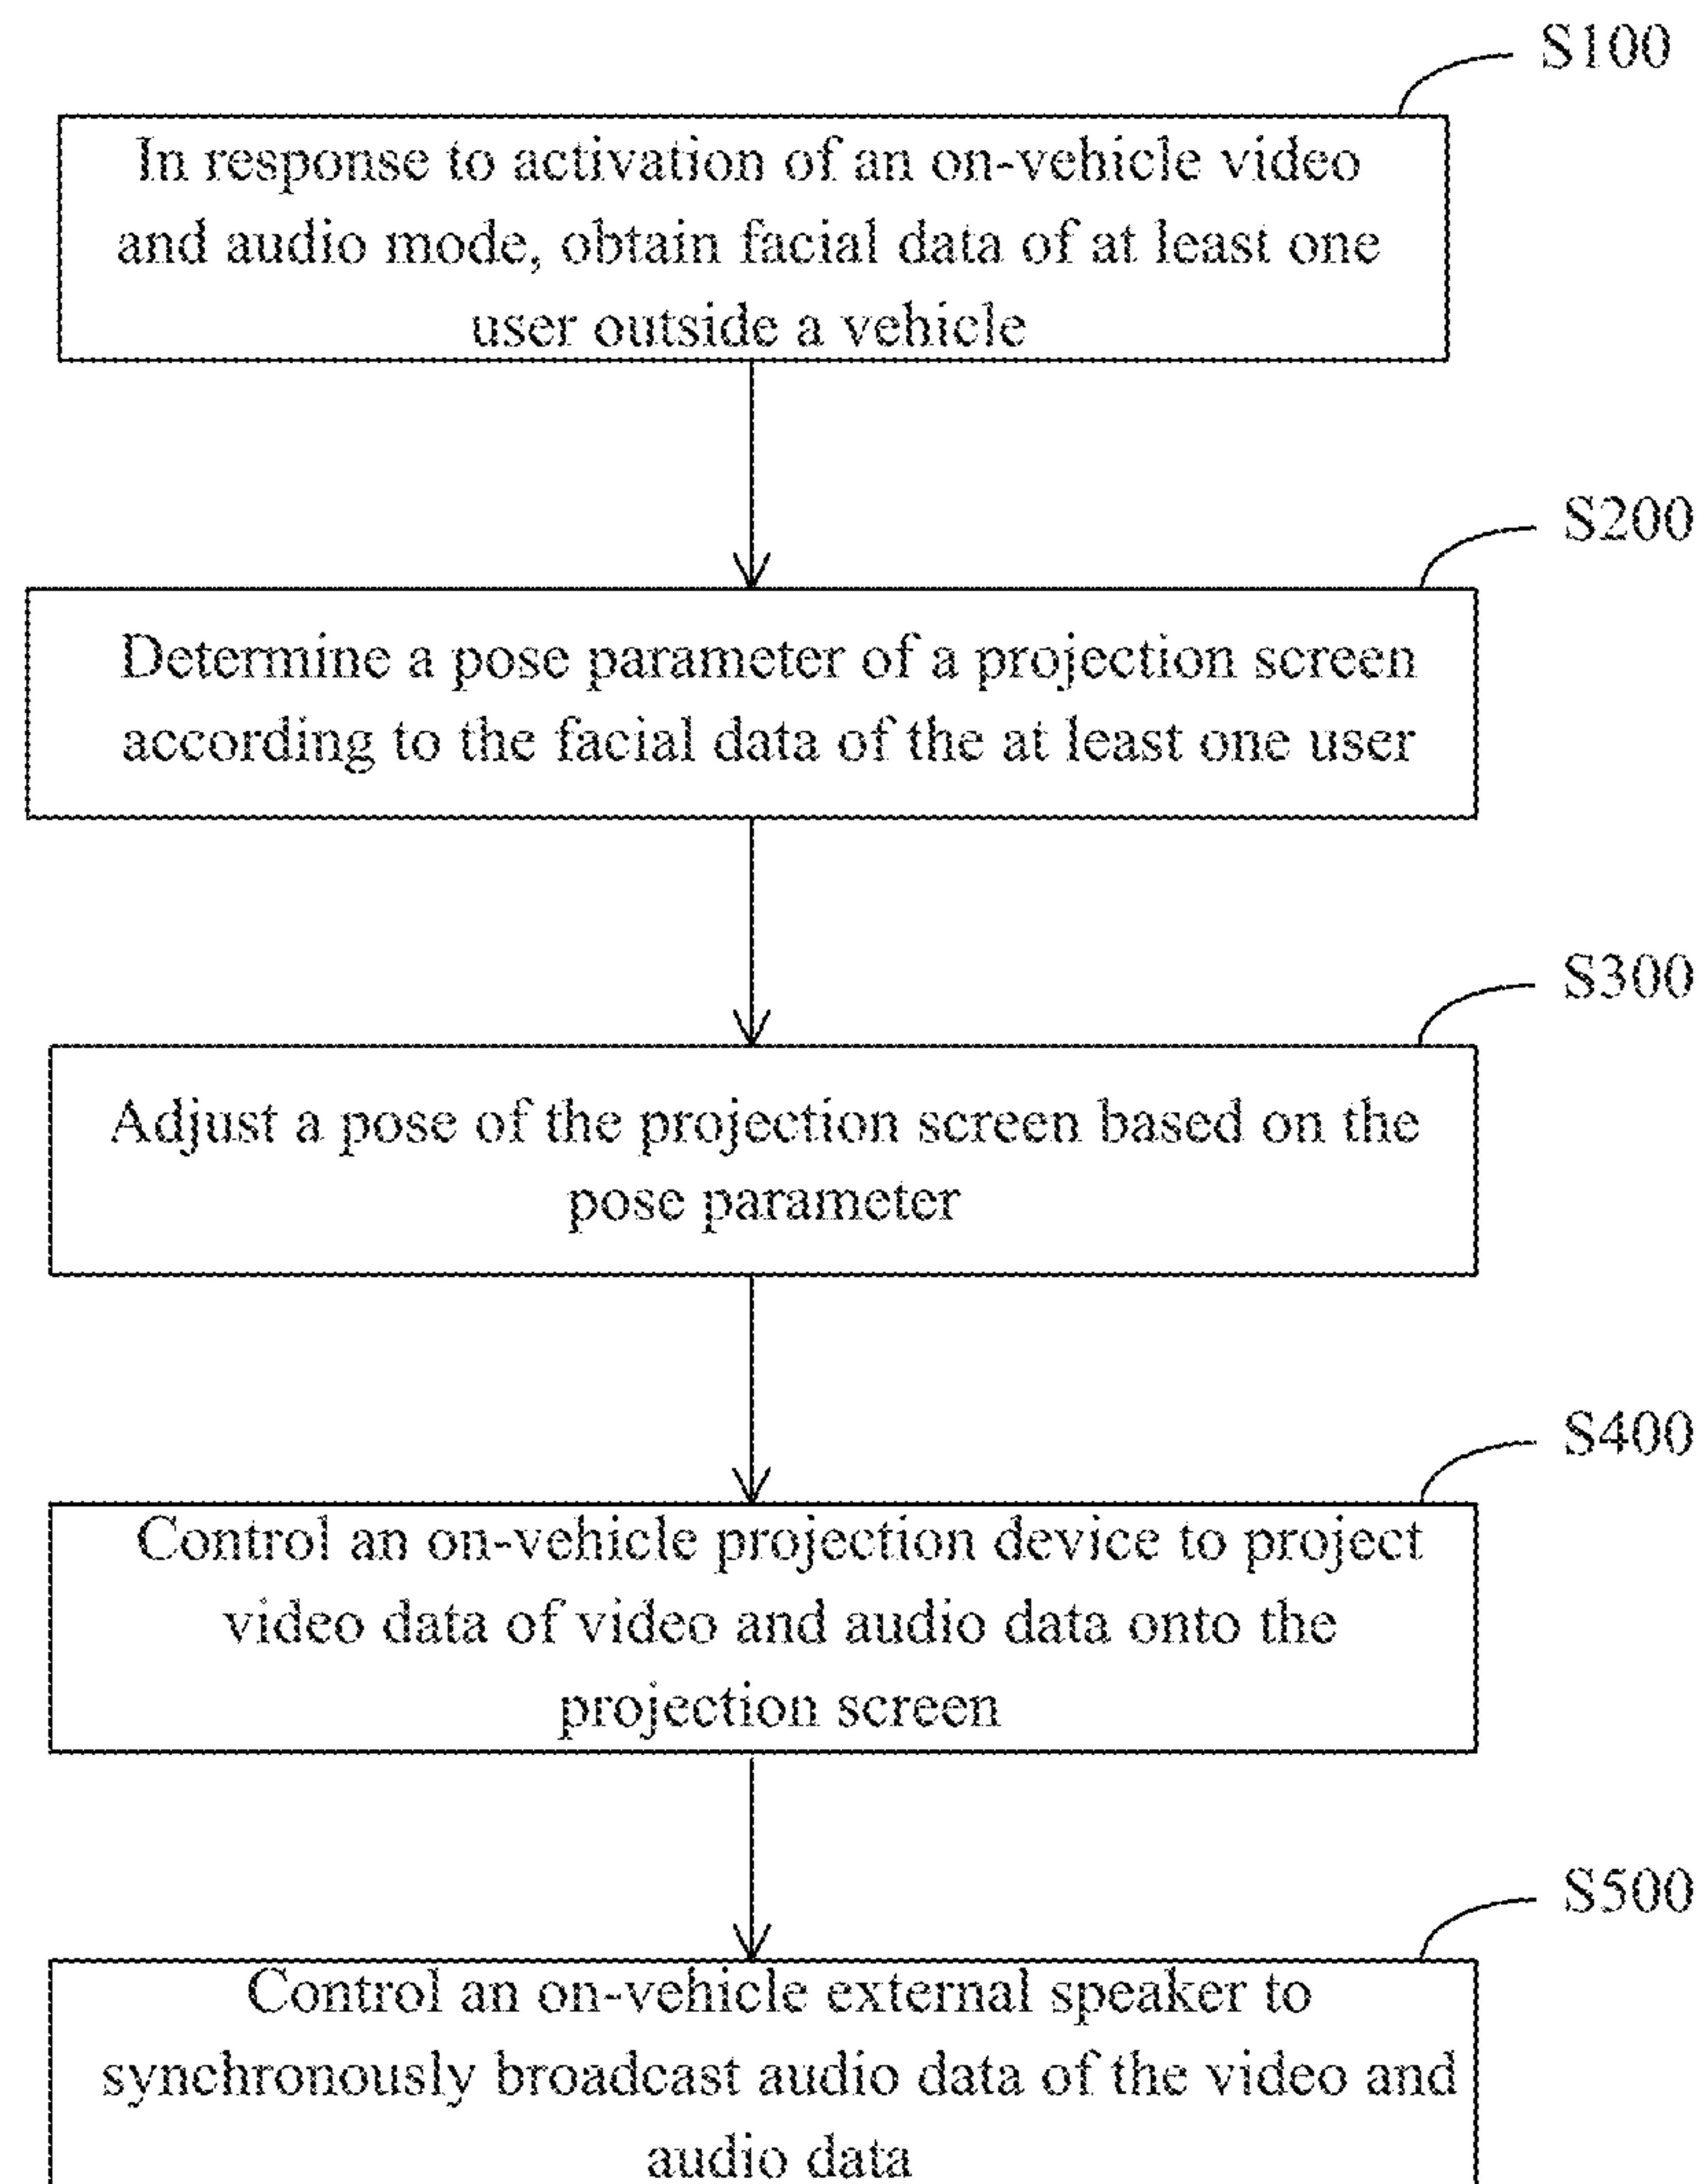 S100
In response to activation of an on-vehicle video
and audio mode, obtain facial data of at least one
user outside a vehicle
S200
Determine a pose parameter of a projection screen
according to the facial data of the at least one user
S300
Adjust a pose of the projection screen based on the
pose parameter
S400
Control an on-vehicle projection device to project
video data of video and audio data onto the
projection screen
S500
Control an on-vehicle external speaker to
synchronously broadcast audio data of the video and
audio data